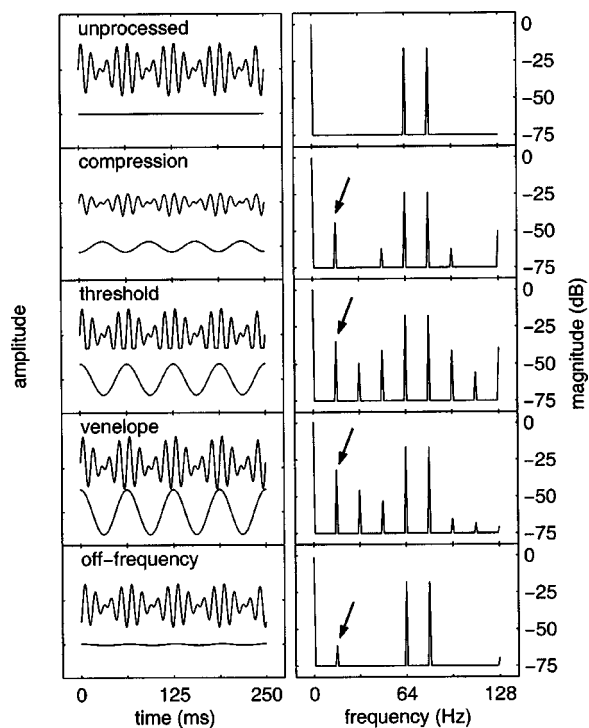 unprocessed
0
-25
-50
-75
compression
0
-25
-50
-75
threshold
0
-25
-50
-75
venelope
0
-25
-50
-75
off-frequency
0
-25
-50
-75
amplitude
magnitude (dB)
0 125 250
0 64 128
time (ms)
frequency (Hz)